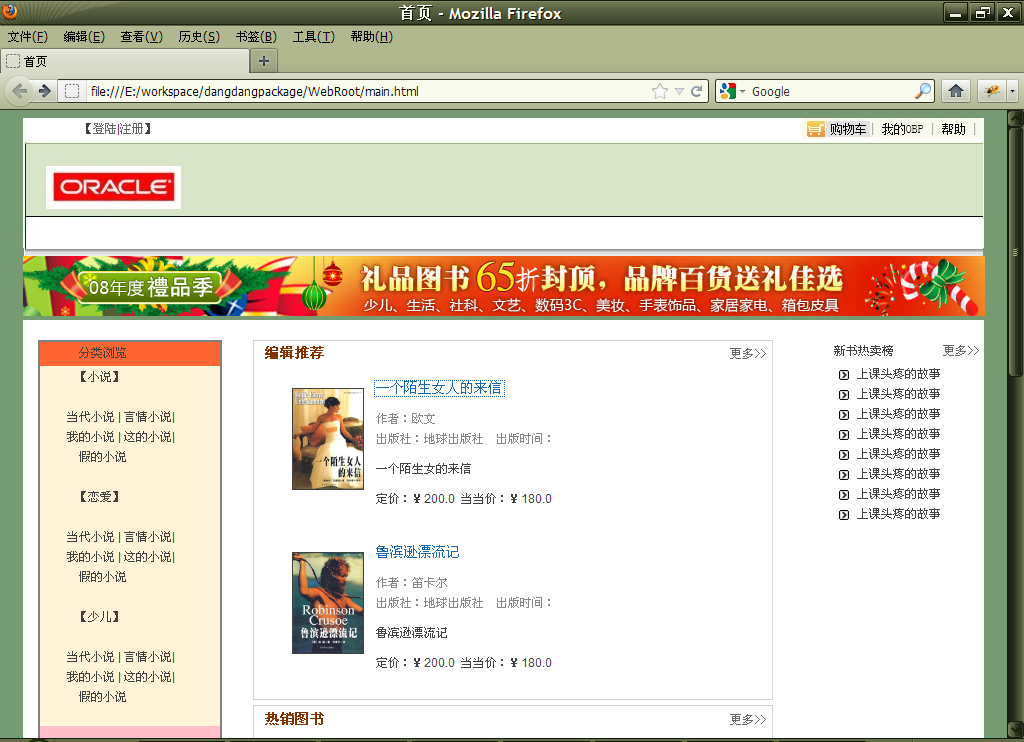 首页 - Mozilla Firefox
文件(F) 编辑(E) 查看(V) 历史(S) 书签(B) 工具(T) 帮助(H)
首页
file:///E:/workspace/dangdangpackage/WebRoot/main.html Google
【登陆|注册】 购物车 | 我的OBP | 帮助 |
ORACLE
08年度禮品季 礼品图书65折封顶，品牌百货送礼佳选
少儿、生活、社科、文艺、数码3C、美妆、手表饰品、家居家电、箱包皮具
分类浏览
【小说】
当代小说 | 言情小说|
我的小说 | 这的小说|
假的小说
【恋爱】
当代小说 | 言情小说|
我的小说 | 这的小说|
假的小说
【少儿】
当代小说 | 言情小说|
我的小说 | 这的小说|
假的小说
编辑推荐 更多>>
一个陌生女人的来信
作者：欧文
出版社：地球出版社 出版时间：
一个陌生女的来信
定价：¥ 200.0 当当价：¥ 180.0
一个陌生女人
的来信
鲁滨逊漂流记
作者：笛卡尔
出版社：地球出版社 出版时间：
鲁滨逊漂流记
定价：¥ 200.0 当当价：¥ 180.0
Robinson
Crusoe
鲁滨逊漂流记
热销图书 更多>>
新书热卖榜 更多>>
上课头疼的故事
上课头疼的故事
上课头疼的故事
上课头疼的故事
上课头疼的故事
上课头疼的故事
上课头疼的故事
上课头疼的故事